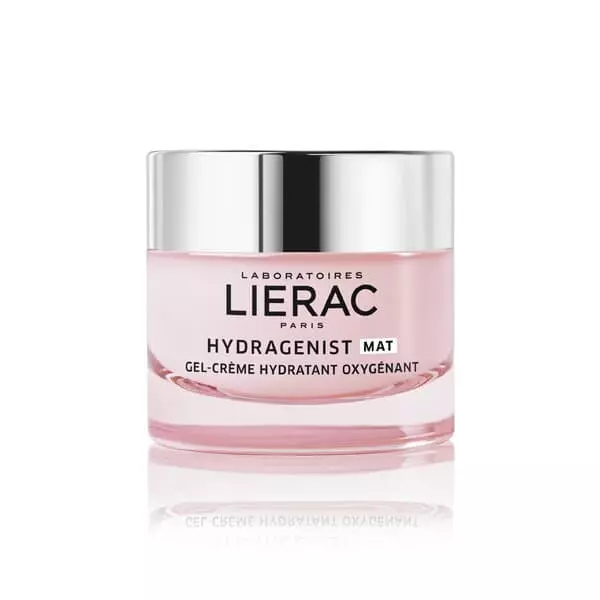 LABORATOIRES
LIERAC
PARIS
HYDRAGENIST MAT
GEL-CRÈME HYDRATANT OXYGÉNANT